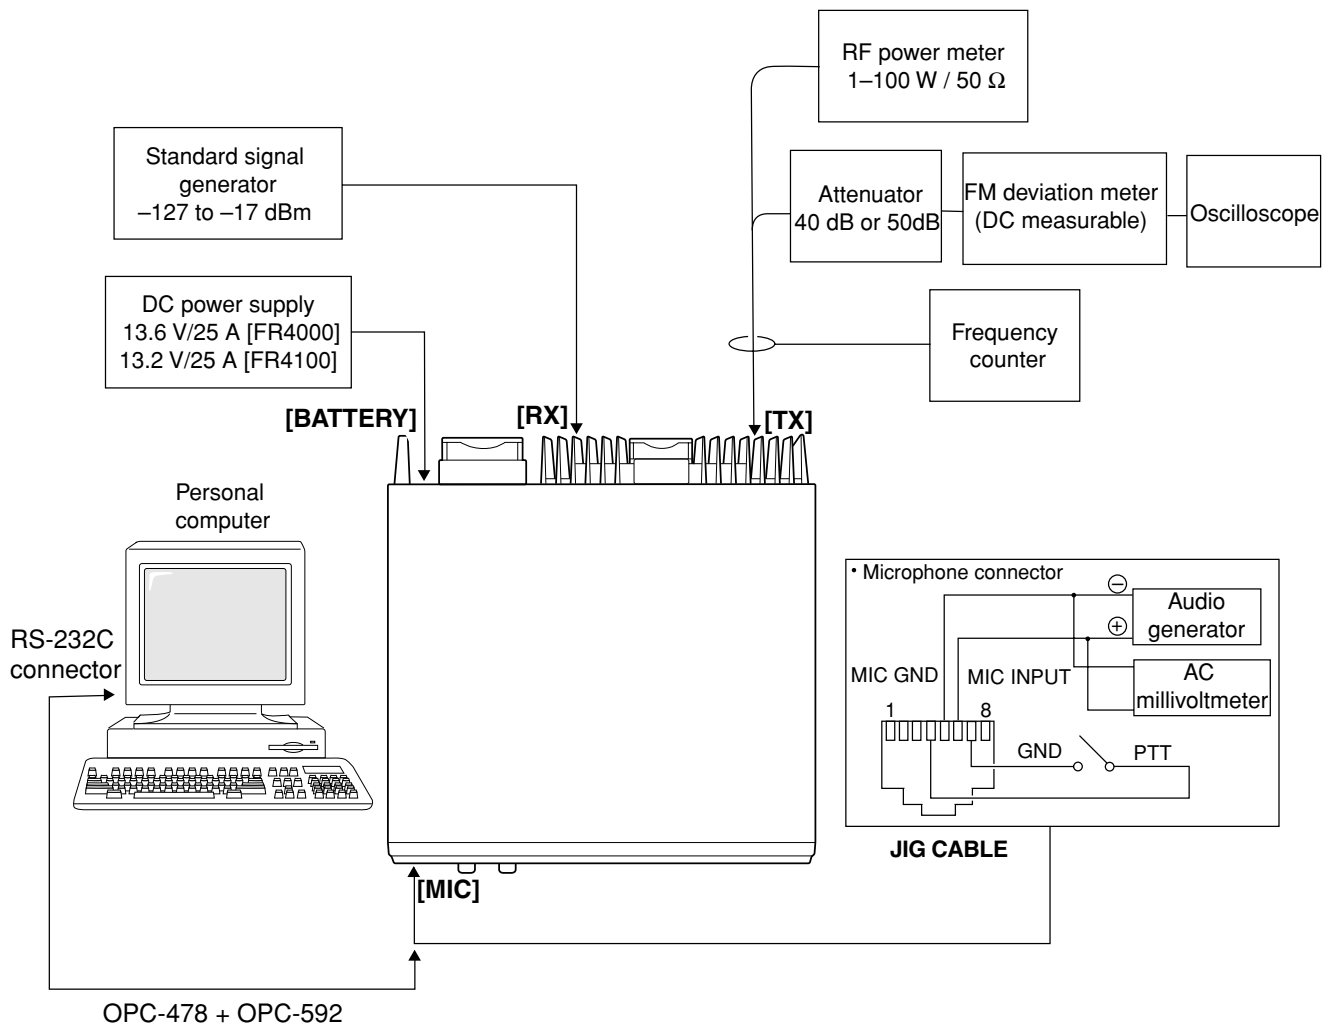 RF power meter
1–100 W / 50 Ω
Standard signal
generator
–127 to –17 dBm
Attenuator
40 dB or 50dB
FM deviation meter
(DC measurable)
Oscilloscope
DC power supply
13.6 V/25 A [FR4000]
13.2 V/25 A [FR4100]
Frequency
counter
[BATTERY]
[RX]
[TX]
Personal
computer
RS-232C
connector
• Microphone connector
⊖
Audio
generator
⊕
MIC GND
MIC INPUT
AC
millivoltmeter
1
8
GND
PTT
JIG CABLE
[MIC]
OPC-478 + OPC-592